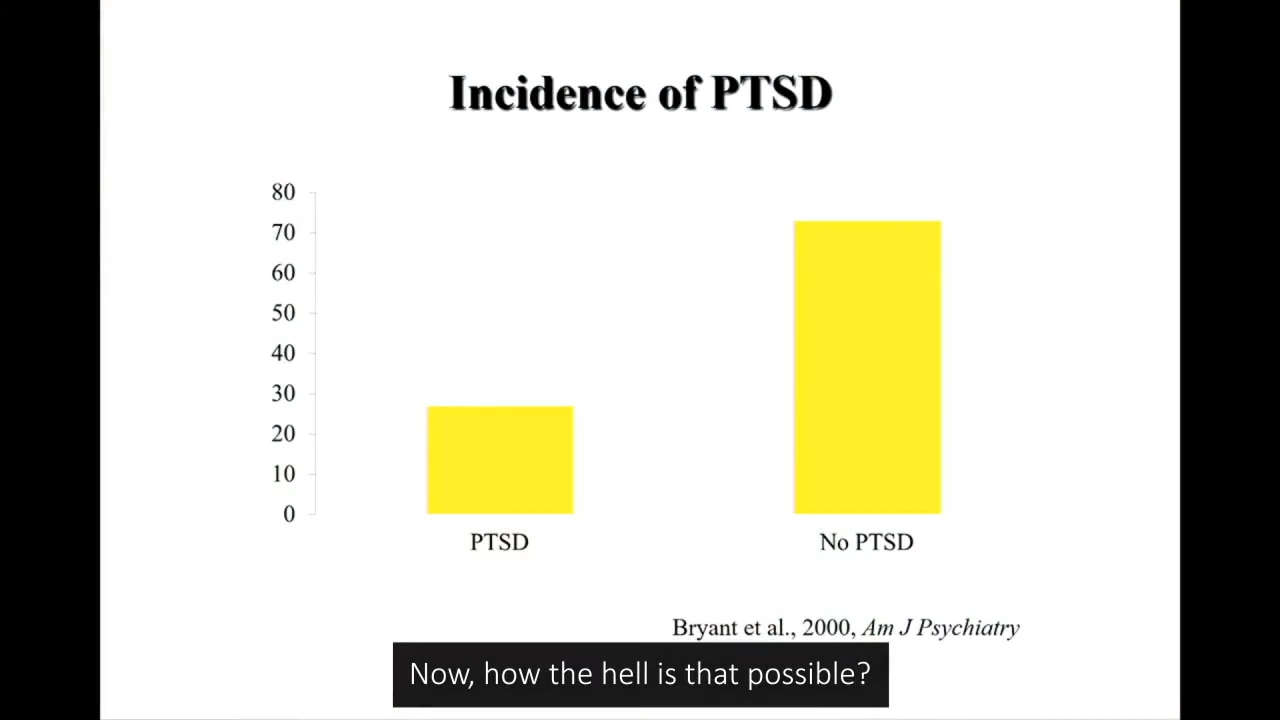 Incidence of PTSD
80
70
60
50
40
30
20
10
0
PTSD No PTSD
Bryant et al., 2000, Am J Psychiatry
Now, how the hell is that possible?